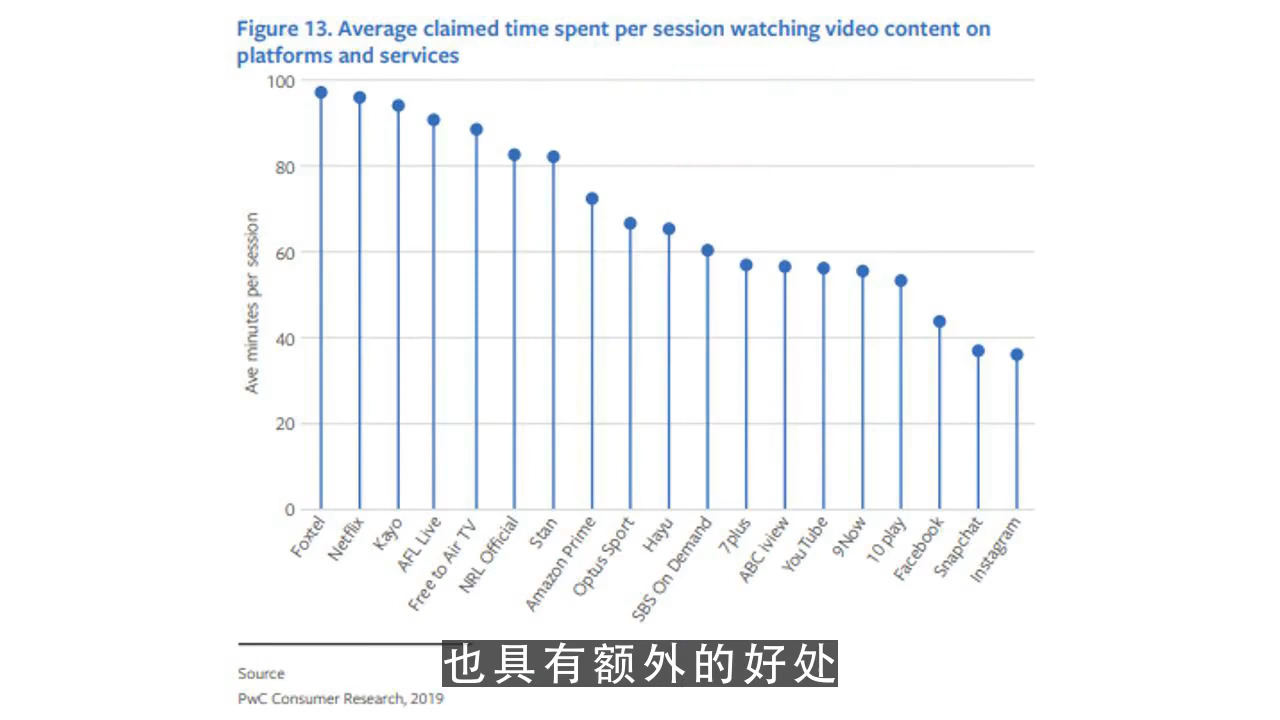 Figure 13. Average claimed time spent per session watching video content on
platforms and services
100
80
60
40
20
0
Ave minutes per session
Foxtel
Netflix
Kayo
AFL Live
Free to Air TV
NRL Official
Stan
Amazon Prime
Optus Sport
Hayu
SBS On Demand
7plus
ABC iview
YouTube
9Now
10 play
Facebook
Snapchat
Instagram
也具有额外的好处
Source
PwC Consumer Research, 2019